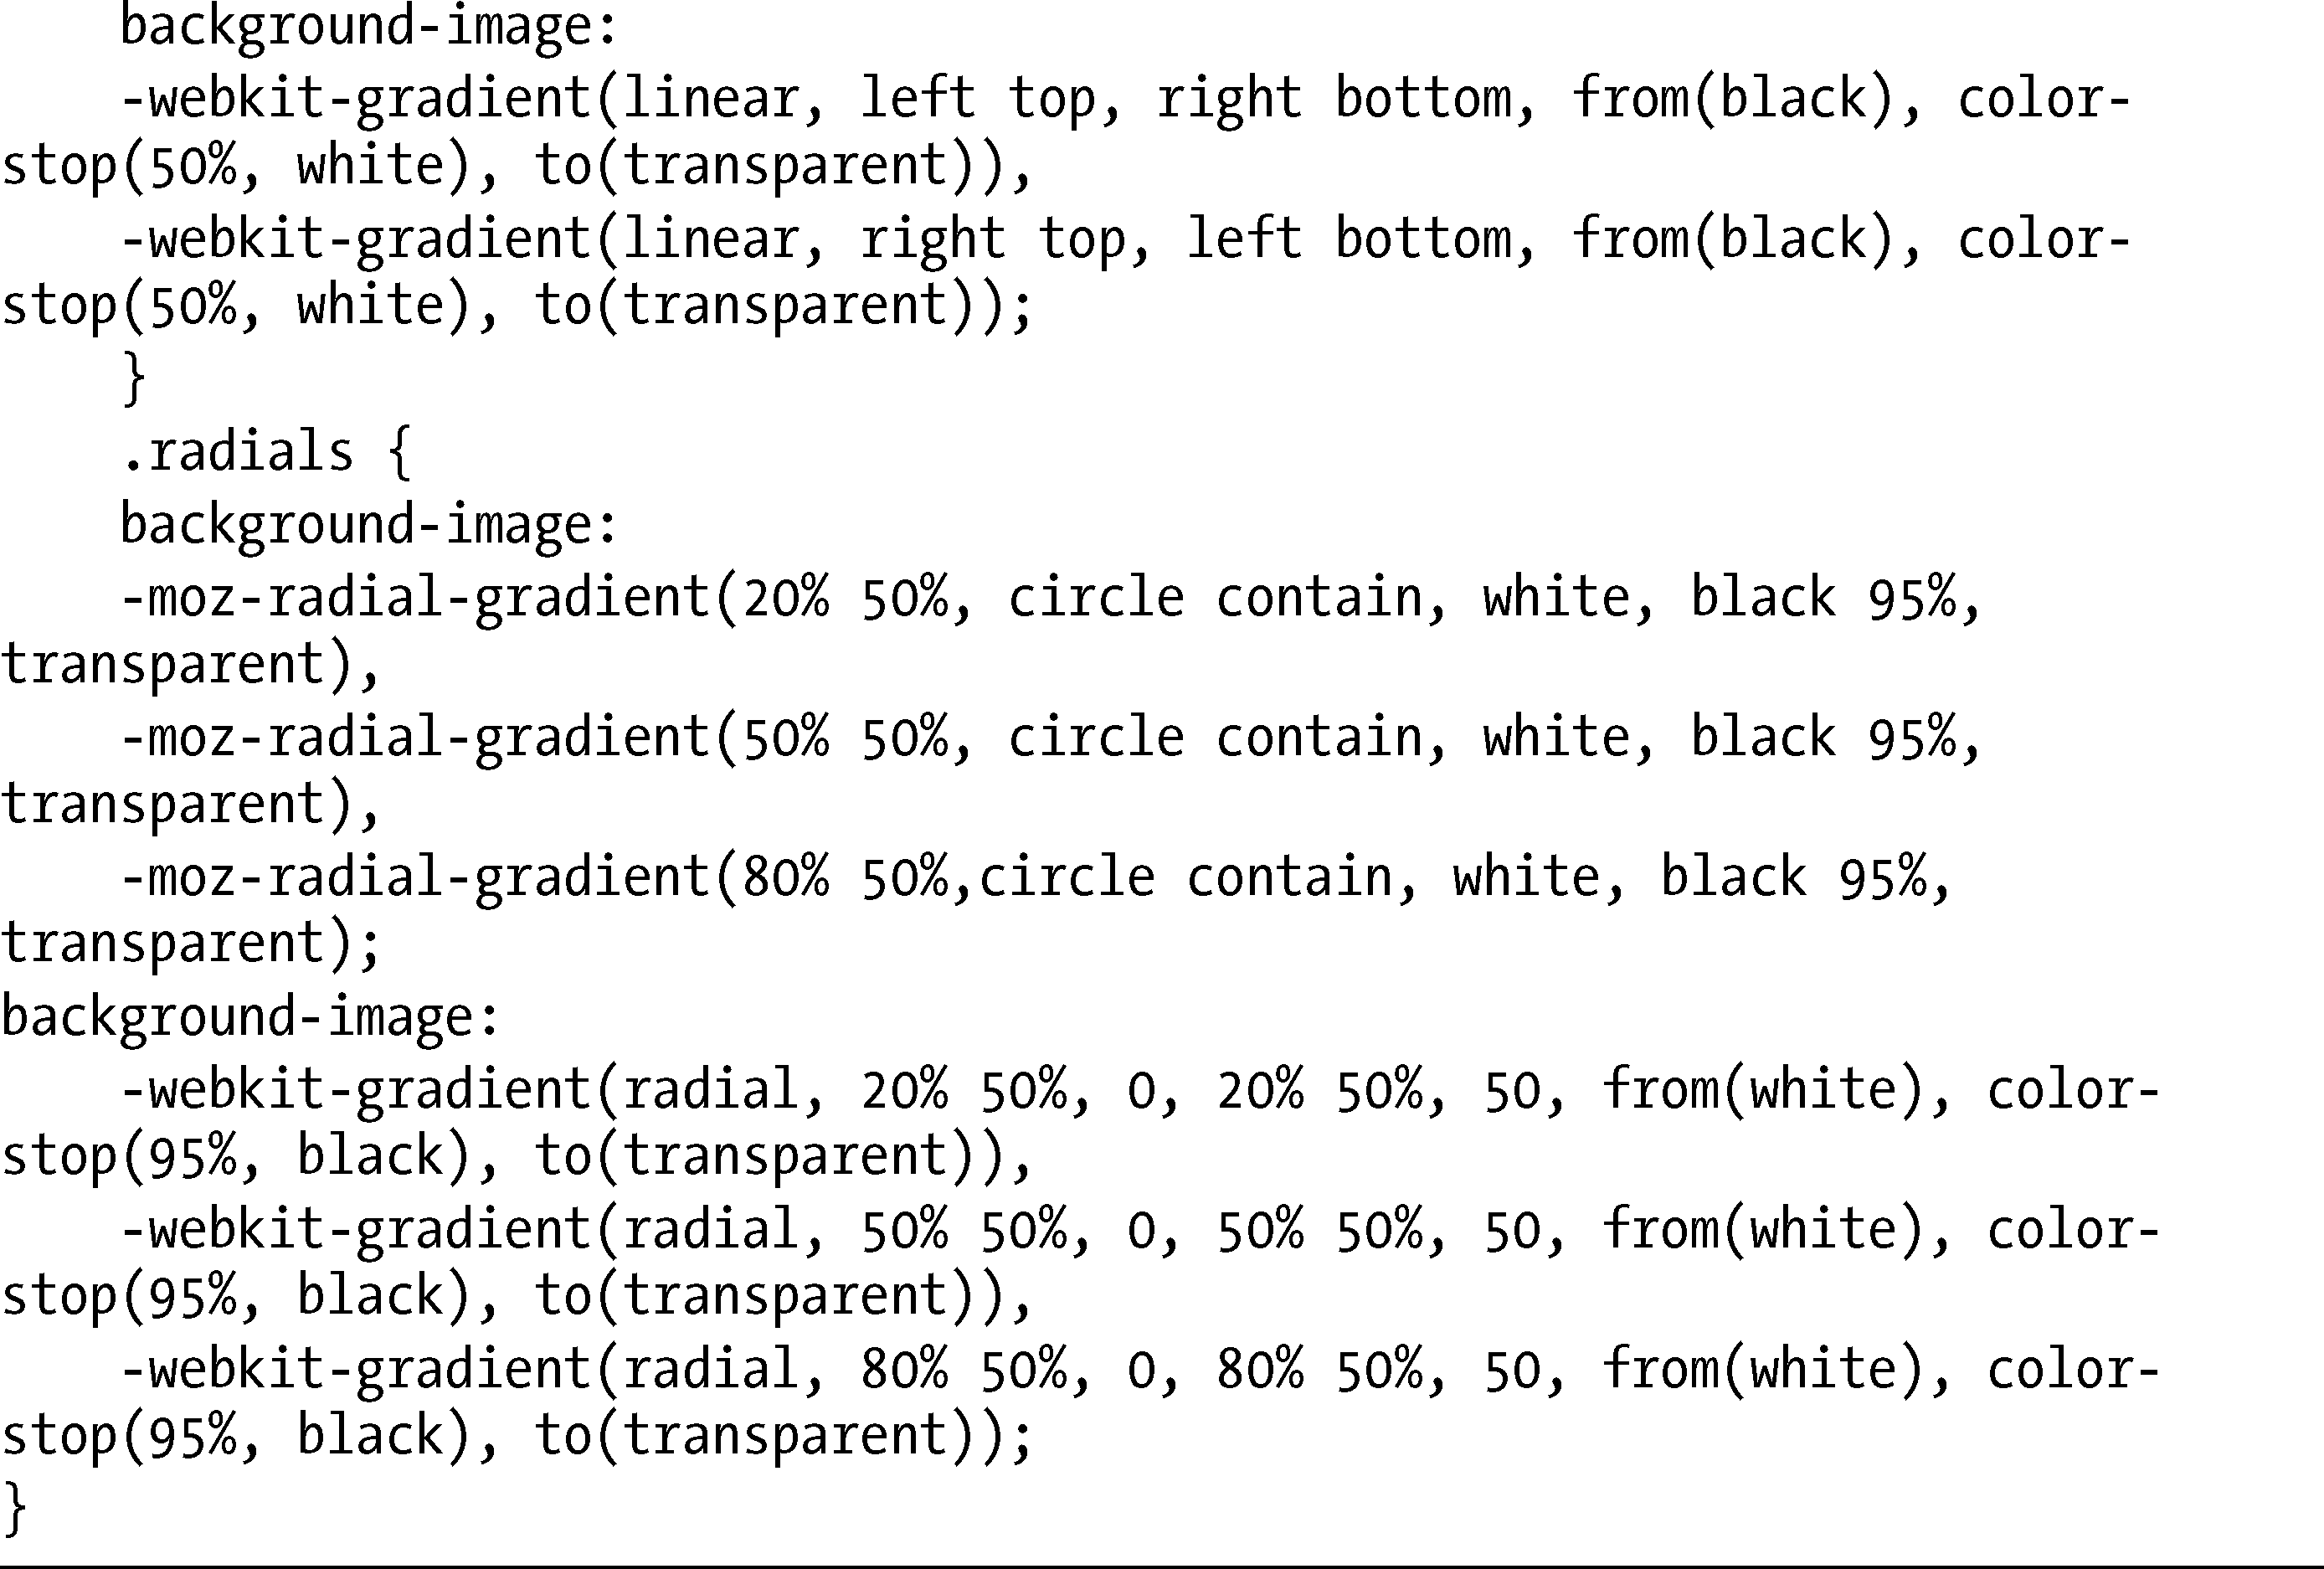 background-image:
-webkit-gradient(linear, left top, right bottom, from(black), color-
stop(50%, white), to(transparent)),
-webkit-gradient(linear, right top, left bottom, from(black), color-
stop(50%, white), to(transparent));
}
.radials {
background-image:
-moz-radial-gradient(20% 50%, circle contain, white, black 95%,
transparent),
-moz-radial-gradient(50% 50%, circle contain, white, black 95%,
transparent),
-moz-radial-gradient(80% 50%,circle contain, white, black 95%,
transparent);
background-image:
-webkit-gradient(radial, 20% 50%, 0, 20% 50%, 50, from(white), color-
stop(95%, black), to(transparent)),
-webkit-gradient(radial, 50% 50%, 0, 50% 50%, 50, from(white), color-
stop(95%, black), to(transparent)),
-webkit-gradient(radial, 80% 50%, 0, 80% 50%, 50, from(white), color-
stop(95%, black), to(transparent));
}